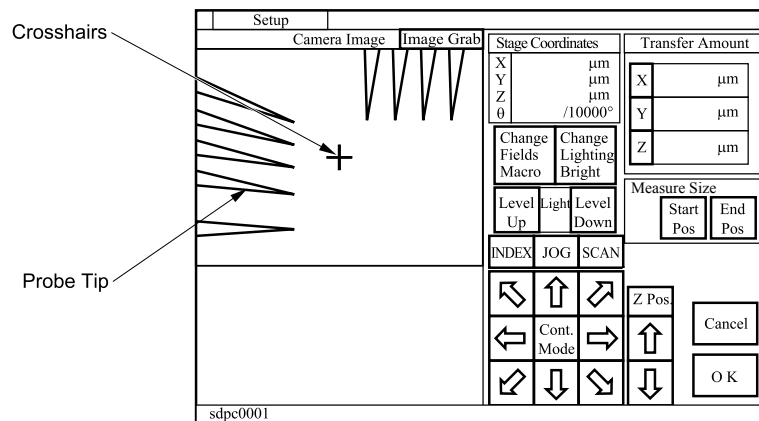 Setup
Crosshairs
Camera Image
Image Grab
Stage Coordinates
X μm
Y μm
Z μm
θ /10000°
Transfer Amount
X μm
Y μm
Z μm
Change
Fields
Macro
Change
Lighting
Bright
Level
Up
Light
Level
Down
Measure Size
Start
Pos
End
Pos
INDEX
JOG
SCAN
Probe Tip
Z Pos.
Cont.
Mode
Cancel
O K
sdpc0001